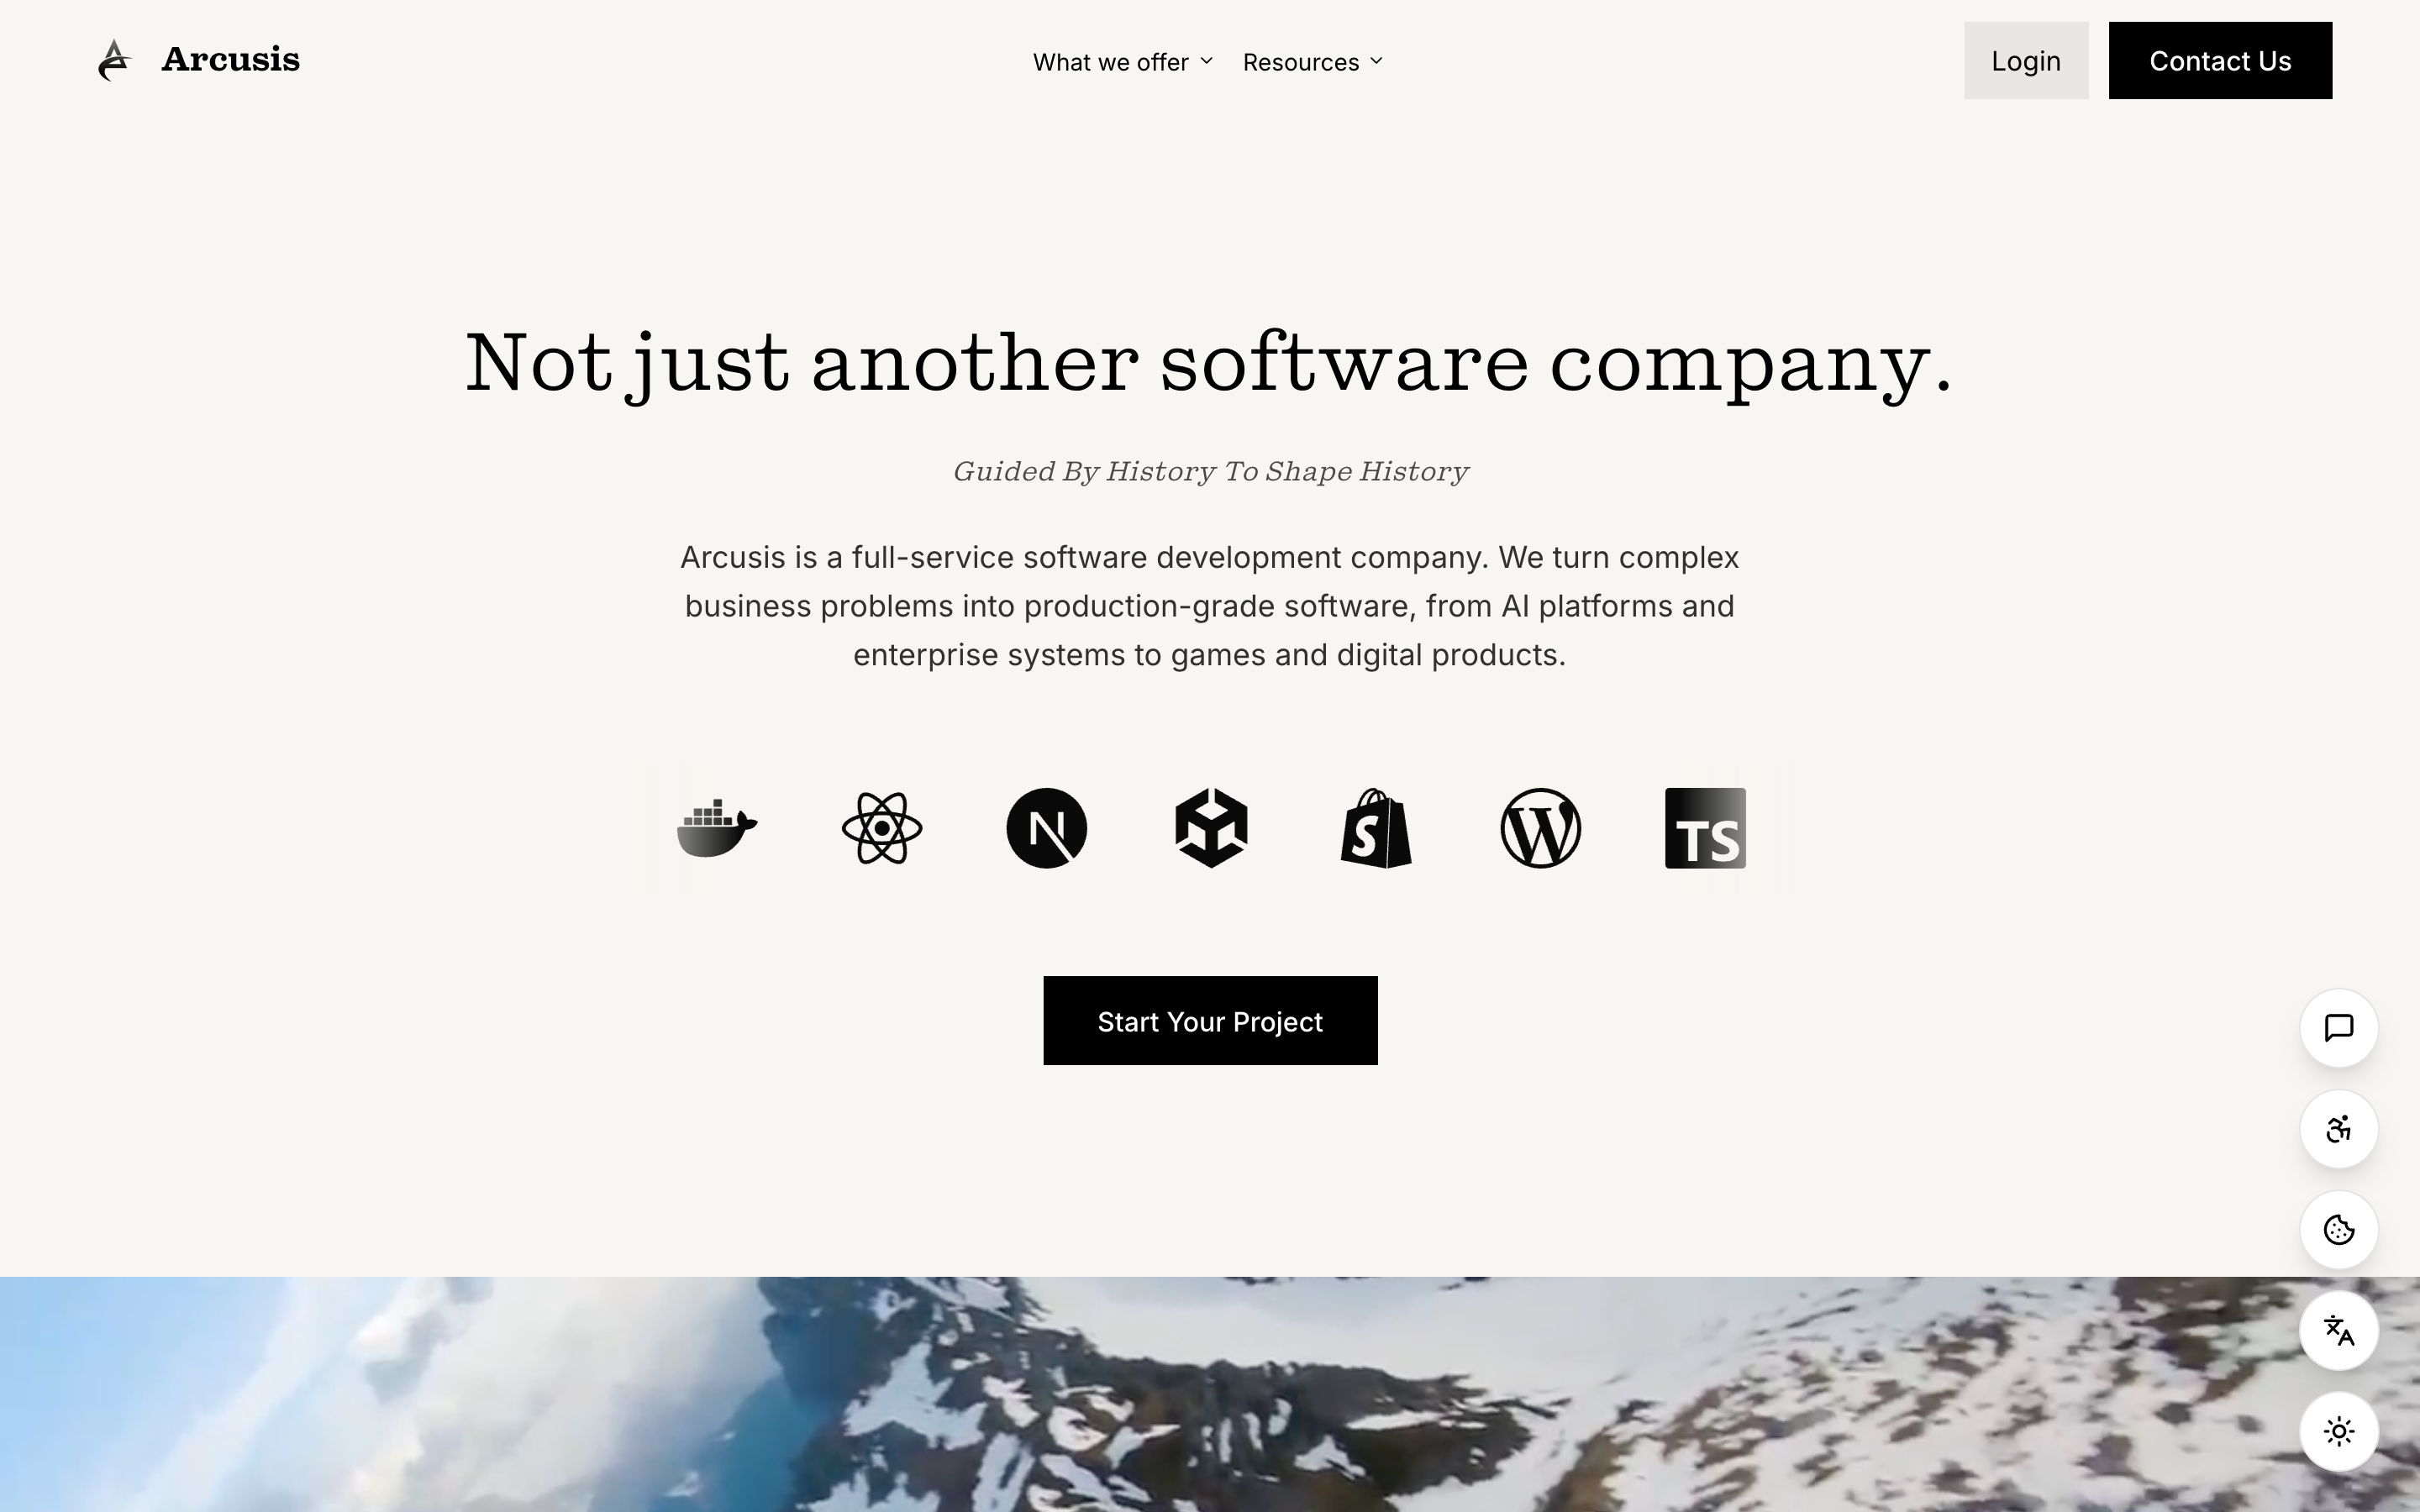 Arcusis
What we offer
Resources
Login
Contact Us
Not just another software company.
Guided By History To Shape History
Arcusis is a full-service software development company. We turn complex
business problems into production-grade software, from AI platforms and
enterprise systems to games and digital products.
N
S
W
TS
Start Your Project